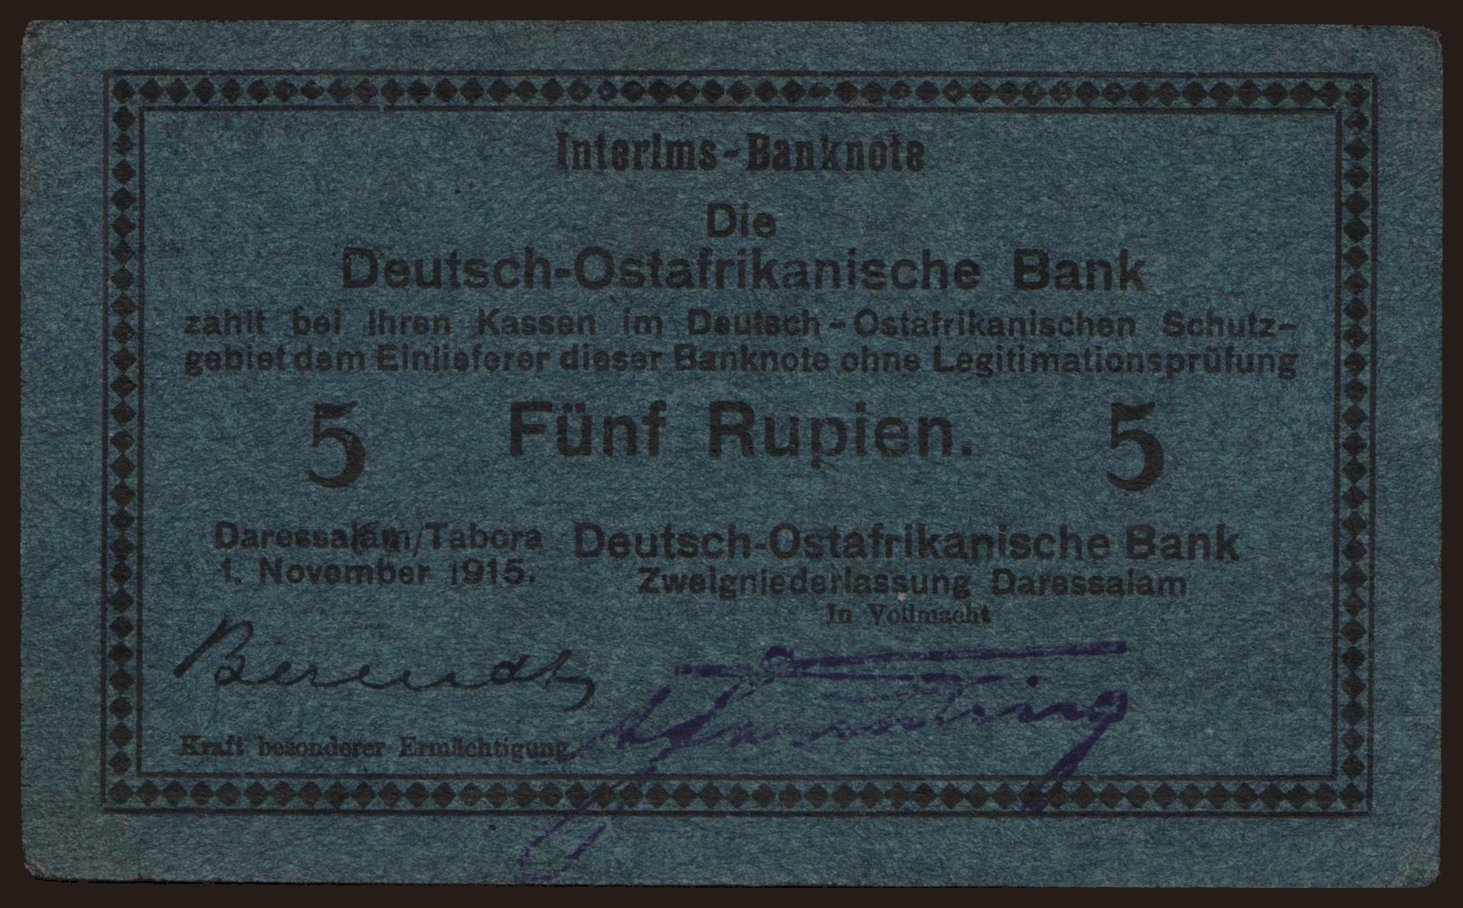 Interims-Banknote
Die
Deutsch-Ostafrikanische Bank
zahlt bei ihren Kassen im Deutsch-Ostafrikanischen Schutz-
gebiet dem Einlieferer dieser Banknote ohne Legitimationsprüfung
5 Fünf Rupien. 5
Daressalam/Tabora
1. November 1915.
Deutsch-Ostafrikanische Bank
Zweigniederlassung Daressalam
In Vollmacht
Berendt
Kraft besonderer Ermächtigung